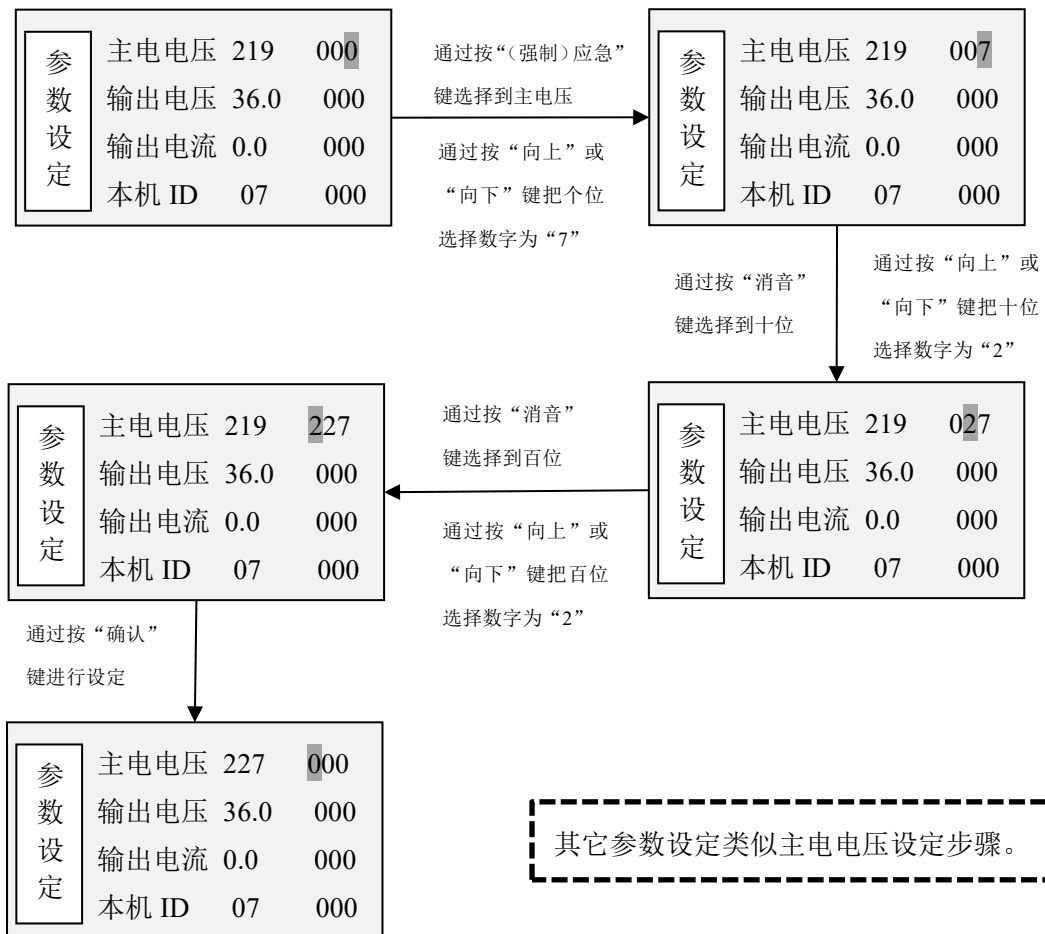 参数设定
主电电压 219 000
输出电压 36.0 000
输出电流 0.0 000
本机 ID 07 000
通过按“（强制）应急”
键选择到主电压
通过按“向上”或
“向下”键把个位
选择数字为“7”
参数设定
主电电压 219 007
输出电压 36.0 000
输出电流 0.0 000
本机 ID 07 000
通过按“消音”
键选择到十位
通过按“向上”或
“向下”键把十位
选择数字为“2”
参数设定
主电电压 219 027
输出电压 36.0 000
输出电流 0.0 000
本机 ID 07 000
通过按“消音”
键选择到百位
通过按“向上”或
“向下”键把百位
选择数字为“2”
参数设定
主电电压 219 227
输出电压 36.0 000
输出电流 0.0 000
本机 ID 07 000
通过按“确认”
键进行设定
参数设定
主电电压 227 000
输出电压 36.0 000
输出电流 0.0 000
本机 ID 07 000
其它参数设定类似主电电压设定步骤。